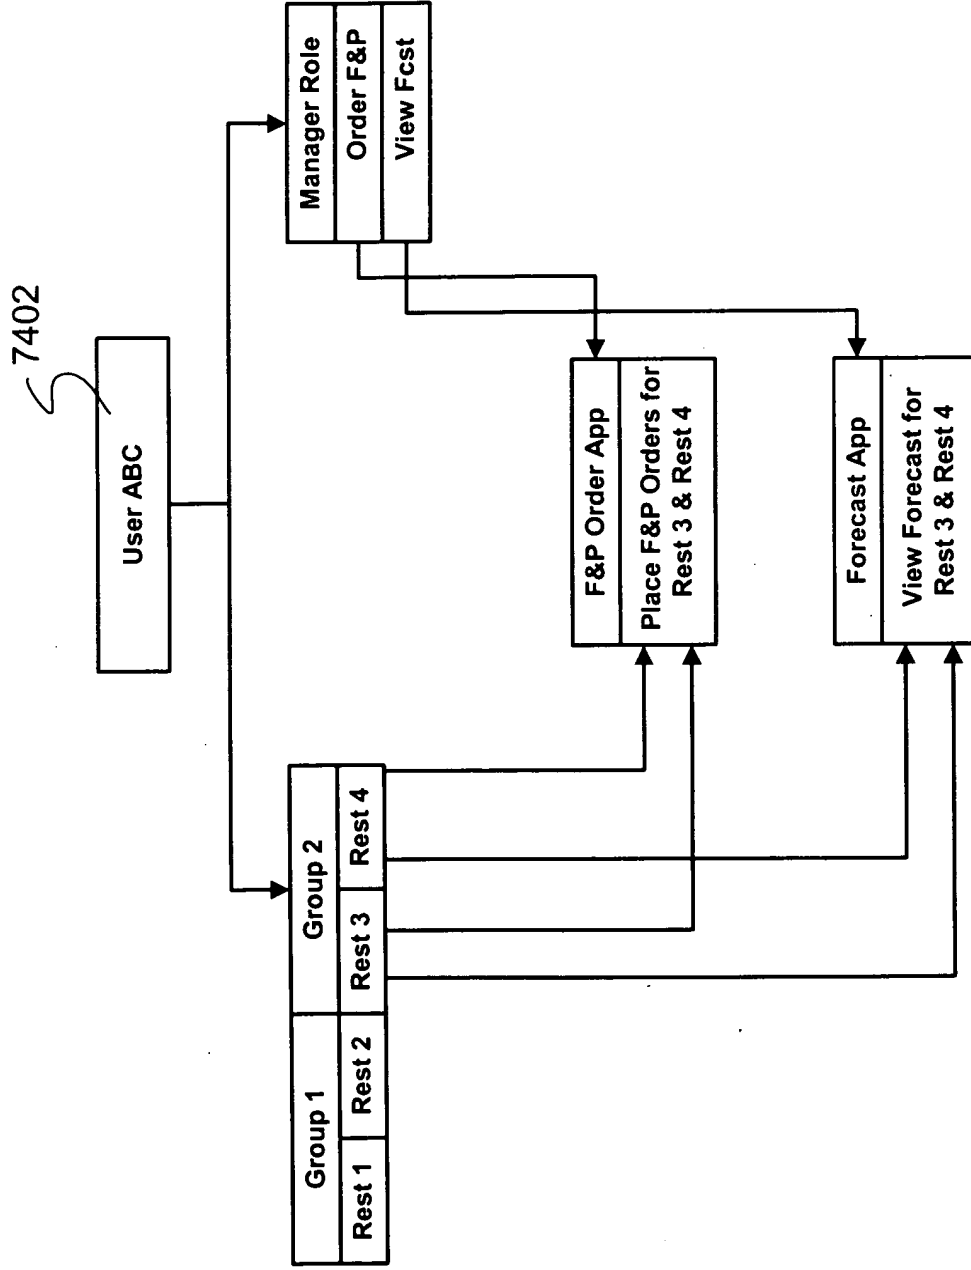 7402
User ABC
Group 1
Group 2
Rest 1
Rest 2
Rest 3
Rest 4
Manager Role
Order F&P
View Fcst
F&P Order App
Place F&P Orders for
Rest 3 & Rest 4
Forecast App
View Forecast for
Rest 3 & Rest 4